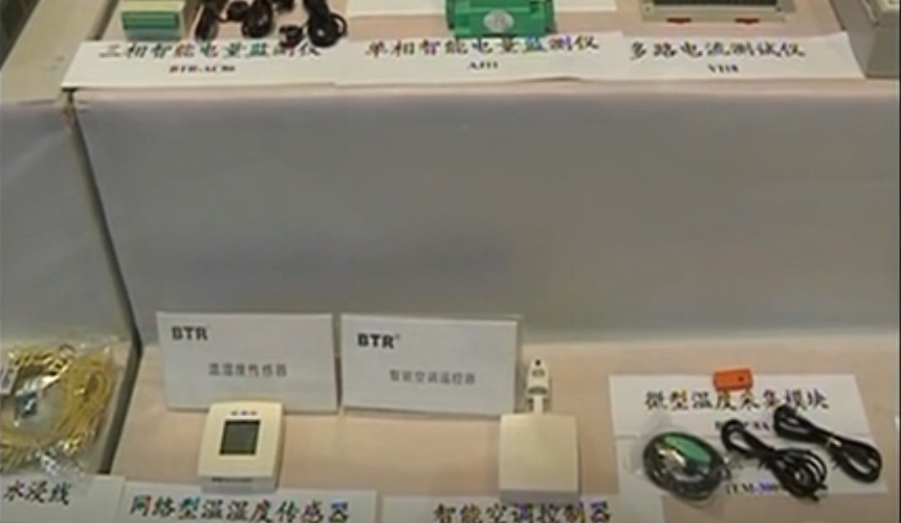 三相智能电量监测仪
单相智能电量监测仪
多路电流测试仪
BTR
温湿度传感器
BTR
智能空调遥控器
微型温度采集模块
水浸线
网络型温湿度传感器
智能空调控制器